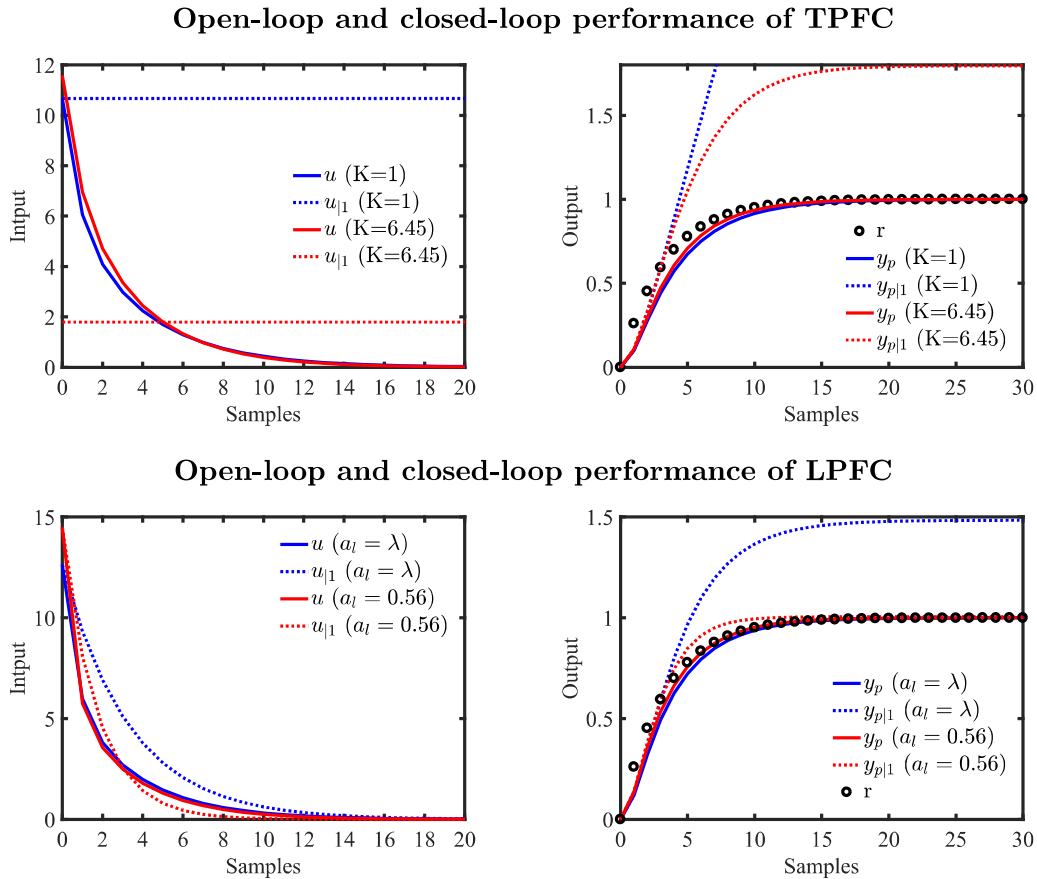 Open-loop and closed-loop performance of TPFC
12
10
8
6
4
2
0
Intput
0 2 4 6 8 10 12 14 16 18 20
Samples
u (K=1)
u|1 (K=1)
u (K=6.45)
u|1 (K=6.45)
1.5
1
0.5
0
Output
0 5 10 15 20 25 30
Samples
r
yp (K=1)
yp|1 (K=1)
yp (K=6.45)
yp|1 (K=6.45)
Open-loop and closed-loop performance of LPFC
15
10
5
0
Intput
0 2 4 6 8 10 12 14 16 18 20
Samples
u (al = λ)
u|1 (al = λ)
u (al = 0.56)
u|1 (al = 0.56)
1.5
1
0.5
0
Output
0 5 10 15 20 25 30
Samples
yp (al = λ)
yp|1 (al = λ)
yp (al = 0.56)
yp|1 (al = 0.56)
r